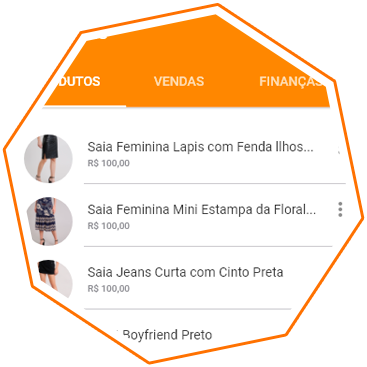 DUTOS VENDAS FINANÇAS
Saia Feminina Lapis com Fenda Ilhos...
R$ 100,00
Saia Feminina Mini Estampa da Floral...
R$ 100,00
Saia Jeans Curta com Cinto Preta
R$ 100,00
Boyfriend Preto